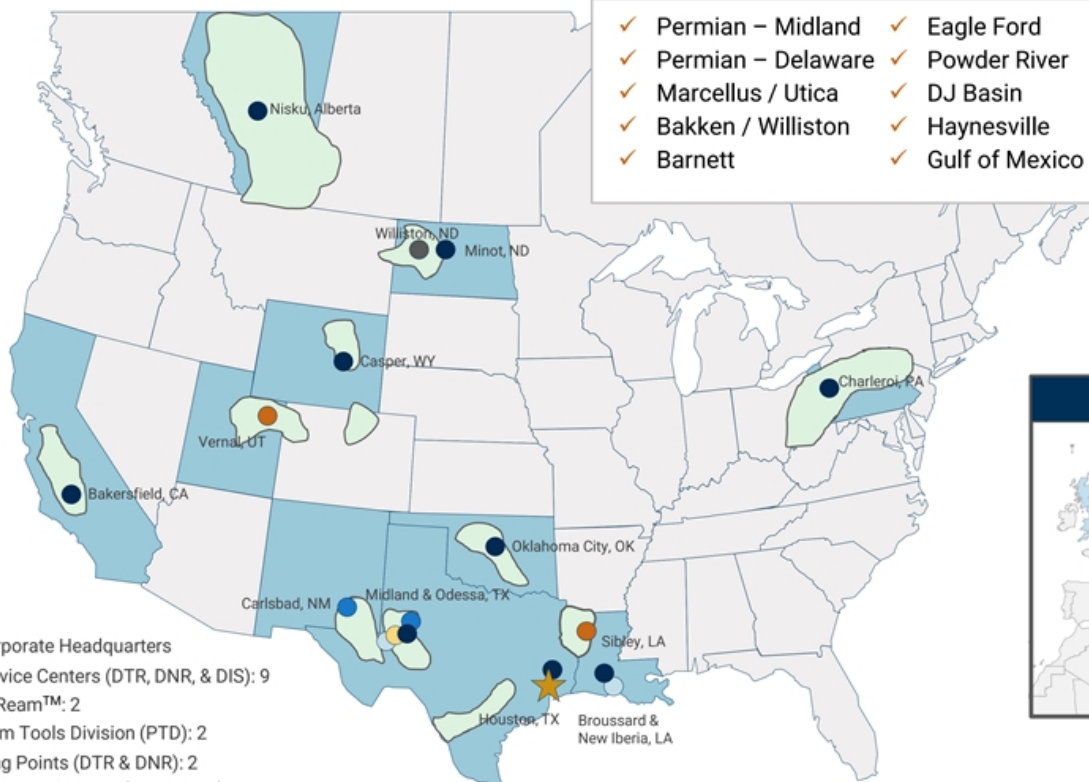 Permian – Midland
Eagle Ford
Permian – Delaware
Powder River
Marcellus / Utica
DJ Basin
Bakken / Williston
Haynesville
Barnett
Gulf of Mexico
Nisku, Alberta
Williston, ND
Minot, ND
Casper, WY
Charleroi, PA
Vernal, UT
Bakersfield, CA
Oklahoma City, OK
Midland & Odessa, TX
Carlsbad, NM
Sibley, LA
Houston, TX
Broussard &
New Iberia, LA
rporate Headquarters
vice Centers (DTR, DNR, & DIS): 9
Ream™: 2
m Tools Division (PTD): 2
g Points (DTR & DNR): 2